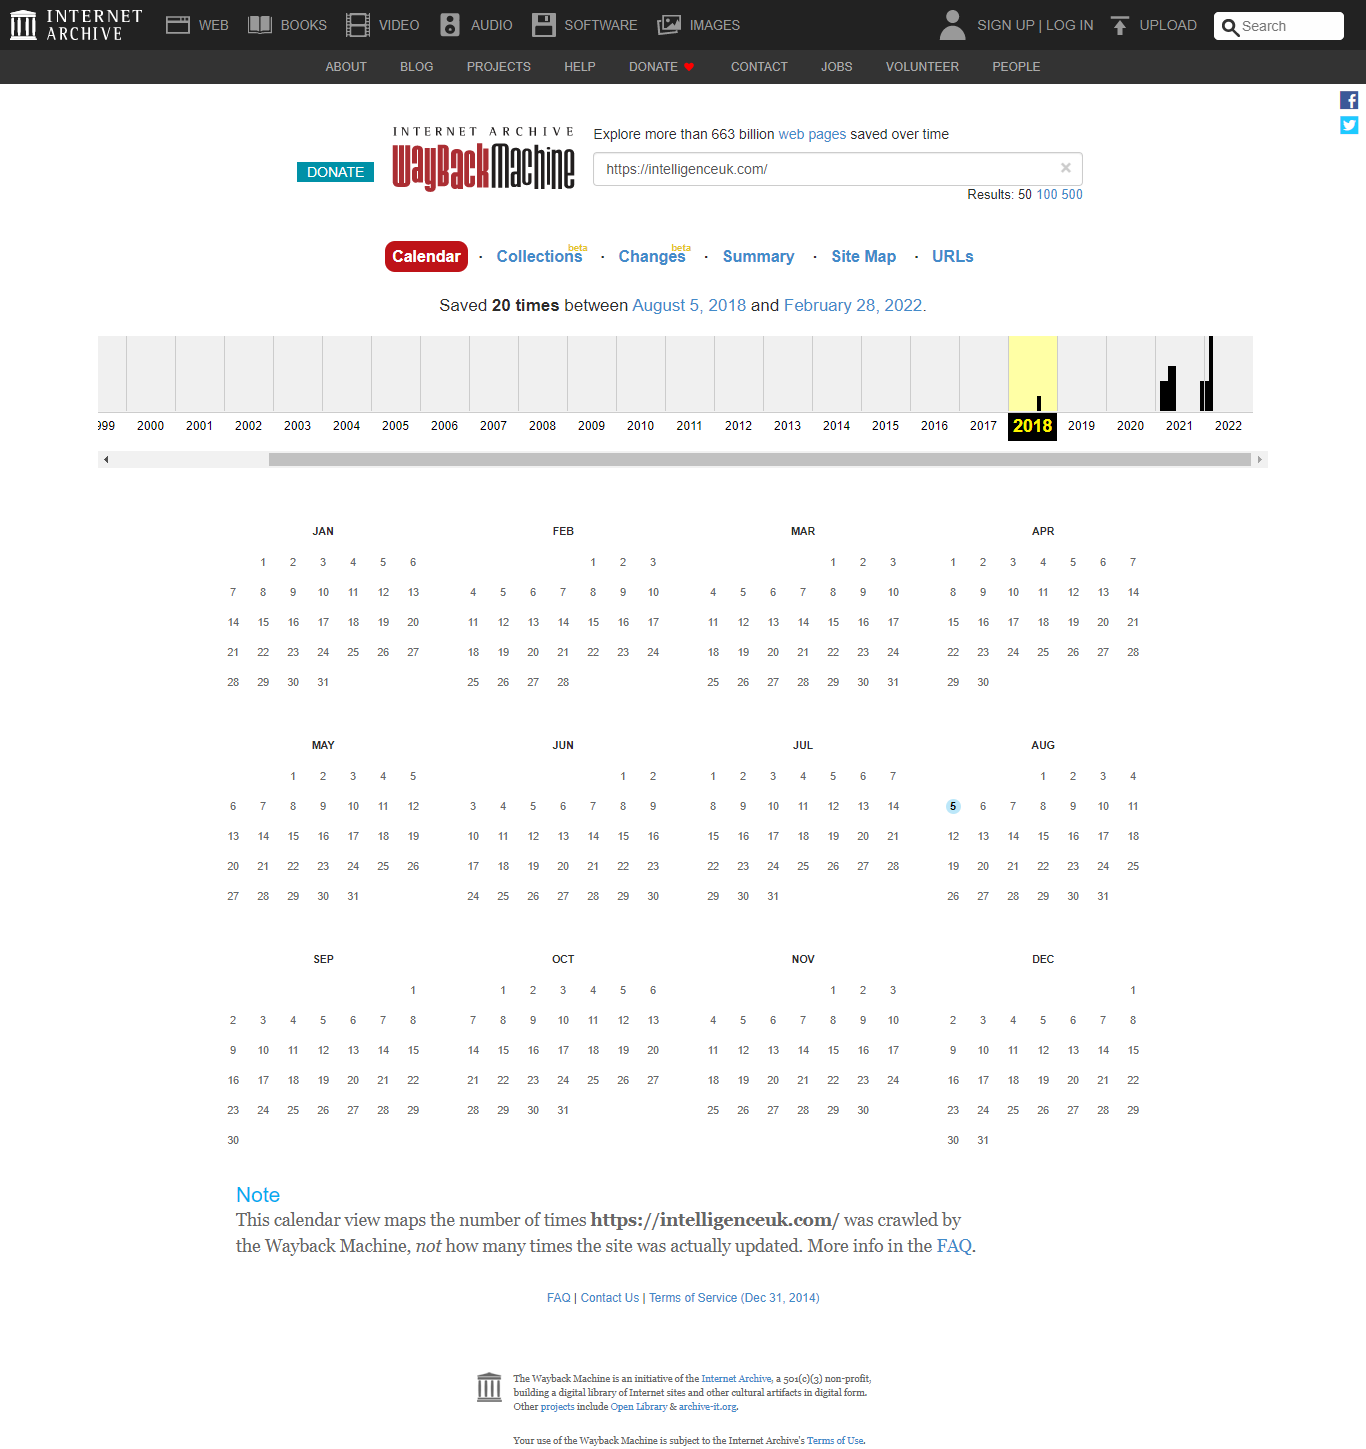 INTERNET ARCHIVE
WEB BOOKS VIDEO AUDIO SOFTWARE IMAGES SIGN UP | LOG IN UPLOAD Search
ABOUT BLOG PROJECTS HELP DONATE CONTACT JOBS VOLUNTEER PEOPLE
DONATE
INTERNET ARCHIVE
WayBackMachine
Explore more than 663 billion web pages saved over time
https://intelligenceuk.com/
Results: 50 100 500
Calendar · Collections beta · Changes beta · Summary · Site Map · URLs
Saved 20 times between August 5, 2018 and February 28, 2022.
999 2000 2001 2002 2003 2004 2005 2006 2007 2008 2009 2010 2011 2012 2013 2014 2015 2016 2017 2018 2019 2020 2021 2022
JAN FEB MAR APR
1 2 3 4 5 6 1 2 3 1 2 3 1 2 3 4 5 6 7
7 8 9 10 11 12 13 4 5 6 7 8 9 10 4 5 6 7 8 9 10 8 9 10 11 12 13 14
14 15 16 17 18 19 20 11 12 13 14 15 16 17 11 12 13 14 15 16 17 15 16 17 18 19 20 21
21 22 23 24 25 26 27 18 19 20 21 22 23 24 18 19 20 21 22 23 24 22 23 24 25 26 27 28
28 29 30 31 25 26 27 28 25 26 27 28 29 30 31 29 30
MAY JUN JUL AUG
1 2 3 4 5 1 2 1 2 3 4 5 6 7 1 2 3 4
6 7 8 9 10 11 12 3 4 5 6 7 8 9 8 9 10 11 12 13 14 5 6 7 8 9 10 11
13 14 15 16 17 18 19 10 11 12 13 14 15 16 15 16 17 18 19 20 21 12 13 14 15 16 17 18
20 21 22 23 24 25 26 17 18 19 20 21 22 23 22 23 24 25 26 27 28 19 20 21 22 23 24 25
27 28 29 30 31 24 25 26 27 28 29 30 29 30 31 26 27 28 29 30 31
SEP OCT NOV DEC
1 1 2 3 4 5 6 1 2 3 1
2 3 4 5 6 7 8 7 8 9 10 11 12 13 4 5 6 7 8 9 10 2 3 4 5 6 7 8
9 10 11 12 13 14 15 14 15 16 17 18 19 20 11 12 13 14 15 16 17 9 10 11 12 13 14 15
16 17 18 19 20 21 22 21 22 23 24 25 26 27 18 19 20 21 22 23 24 16 17 18 19 20 21 22
23 24 25 26 27 28 29 28 29 30 31 25 26 27 28 29 30 23 24 25 26 27 28 29
30 30 31
Note
This calendar view maps the number of times https://intelligenceuk.com/ was crawled by
the Wayback Machine, not how many times the site was actually updated. More info in the FAQ.
FAQ | Contact Us | Terms of Service (Dec 31, 2014)
The Wayback Machine is an initiative of the Internet Archive, a 501(c)(3) non-profit,
building a digital library of Internet sites and other cultural artifacts in digital form.
Other projects include Open Library & archive-it.org.
Your use of the Wayback Machine is subject to the Internet Archive's Terms of Use.